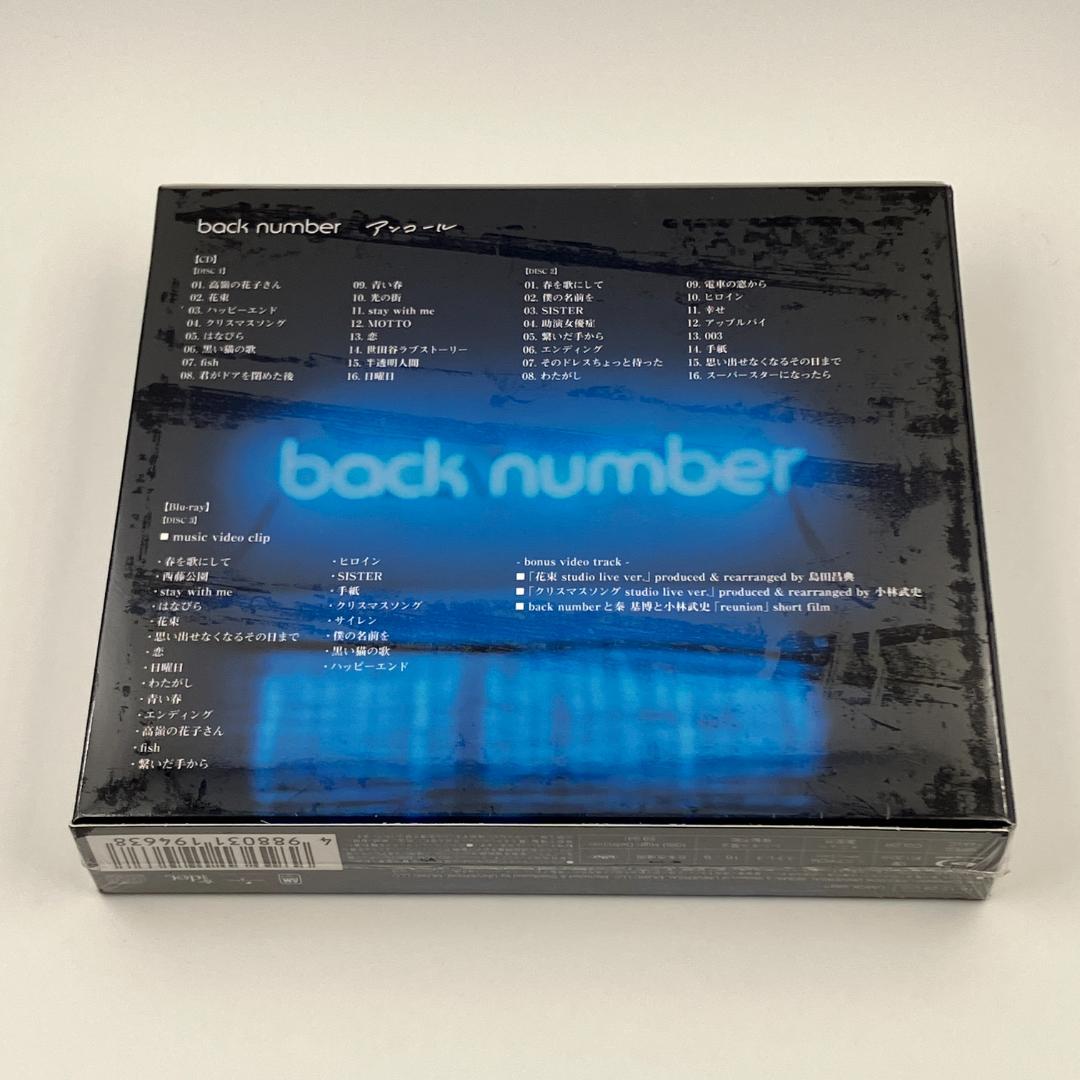 back number アンコール
【CD】
【DISC 1】
01. 高嶺の花子さん
02. 花束
03. ハッピーエンド
04. クリスマスソング
05. はなびら
06. 黒い猫の歌
07. fish
08. 君がドアを閉めた後
09. 青い春
10. 光の街
11. stay with me
12. MOTTO
13. 恋
14. 世田谷ラブストーリー
15. 半透明人間
16. 日曜日
【DISC 2】
01. 春を歌にして
02. 僕の名前を
03. SISTER
04. 助演女優症
05. 繋いだ手から
06. エンディング
07. そのドレスちょっと待った
08. わたがし
09. 電車の窓から
10. ヒロイン
11. 幸せ
12. アップルパイ
13. 003
14. 手紙
15. 思い出せなくなるその日まで
16. スーパースターになったら
back number
【Blu-ray】
【DISC 3】
■ music video clip
・春を歌にして
・西藤公園
・stay with me
・はなびら
・花束
・思い出せなくなるその日まで
・恋
・日曜日
・わたがし
・青い春
・エンディング
・高嶺の花子さん
・fish
・繋いだ手から
・ヒロイン
・SISTER
・手紙
・クリスマスソング
・サイレン
・僕の名前を
・黒い猫の歌
・ハッピーエンド
- bonus video track -
■「花束 studio live ver.」produced & rearranged by 島田昌典
■「クリスマスソング studio live ver.」produced & rearranged by 小林武史
■ back numberと秦 基博と小林武史「reunion」short film
4 988031 194638